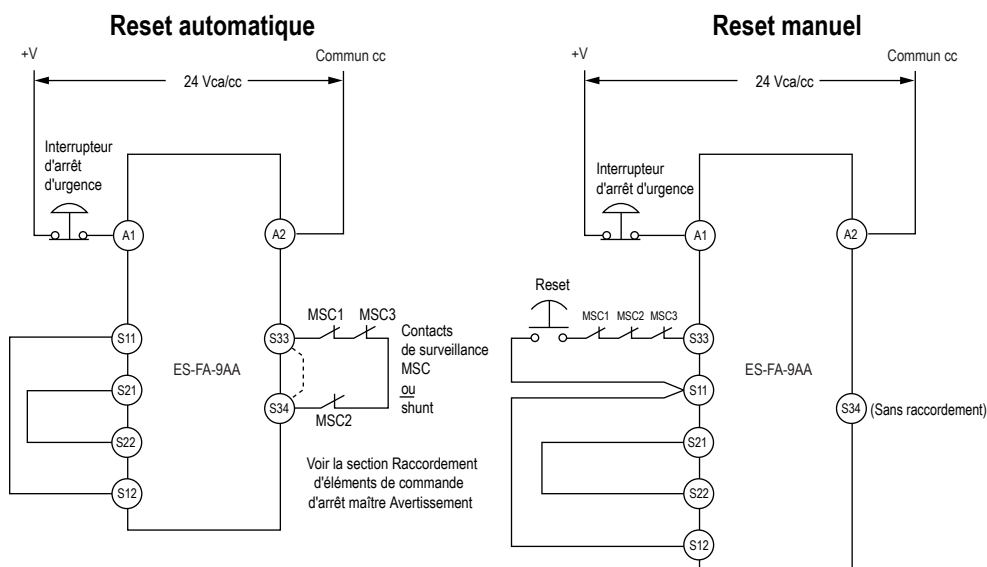 Reset automatique
+V
Commun cc
24 Vca/cc
Interrupteur
d'arrêt
d'urgence
A1
A2
S11
S21
S22
S12
ES-FA-9AA
S33
S34
MSC1
MSC3
MSC2
Contacts
de surveillance
MSC
ou
shunt
Voir la section Raccordement
d'éléments de commande
d'arrêt maître Avertissement
Reset manuel
+V
Commun cc
24 Vca/cc
Interrupteur
d'arrêt d'urgence
A1
A2
Reset
MSC1
MSC2
MSC3
S33
S11
S21
S22
S12
ES-FA-9AA
S34
(Sans raccordement)